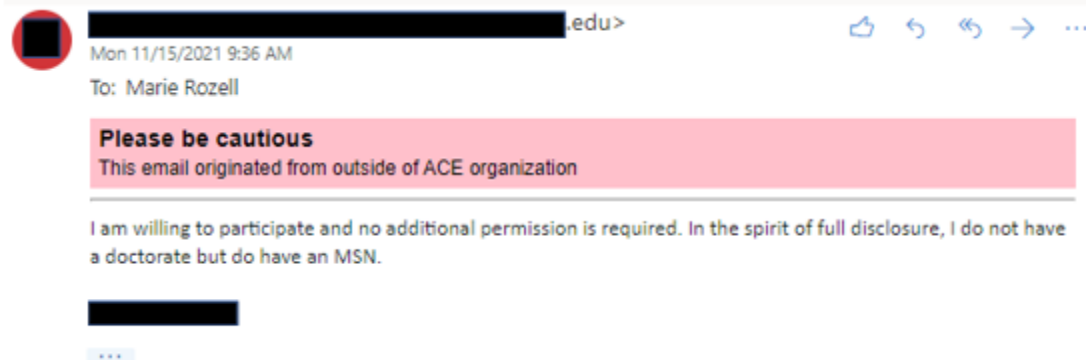 .edu>
Mon 11/15/2021 9:36 AM
To: Marie Rozell
Please be cautious
This email originated from outside of ACE organization
I am willing to participate and no additional permission is required. In the spirit of full disclosure, I do not have
a doctorate but do have an MSN.